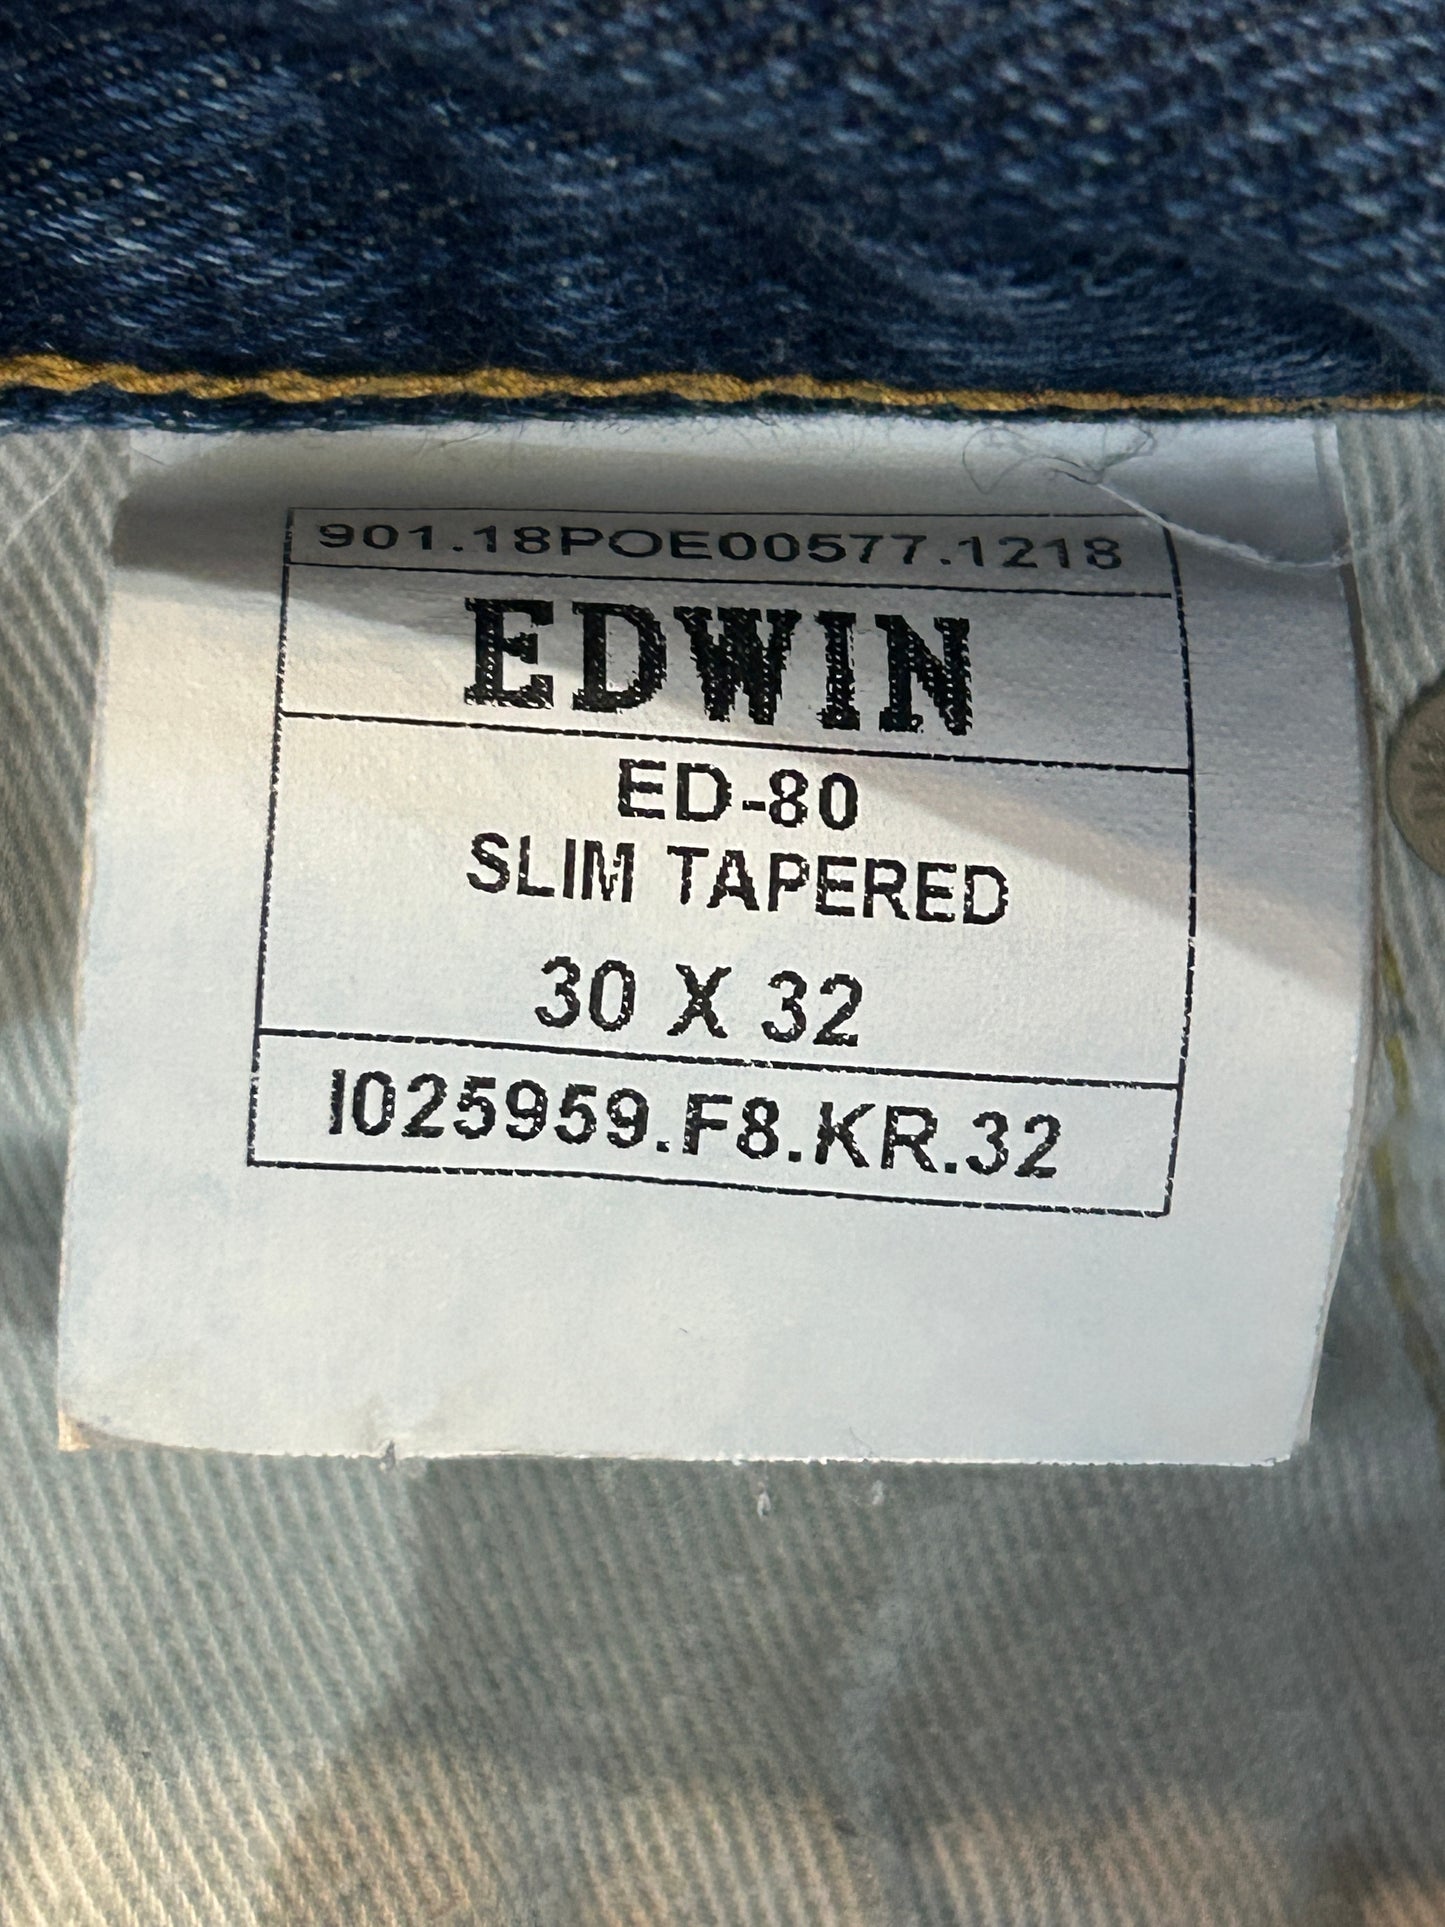 901.18POE00577.1218
EDWIN
ED-80
SLIM TAPERED
30 X 32
I025959.F8.KR.32